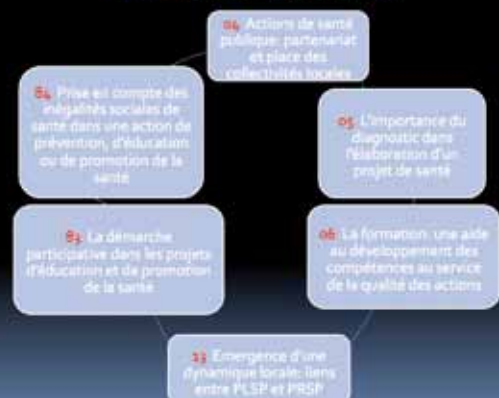 04 Actions de santé
publique: partenariat
et place des
collectivités locales
84 Prise en compte des
inégalités sociales de
santé dans une action de
prévention, d'éducation
ou de promotion de la
santé
05 L'importance du
diagnostic dans
l'élaboration d'un
projet de santé
83 La démarche
participative dans les projets
d'éducation et de promotion
de la santé
06 La formation: une aide
au développement des
compétences au service
de la qualité des actions
23 Emergence d'une
dynamique locale: liens
entre PLSP et PRSP